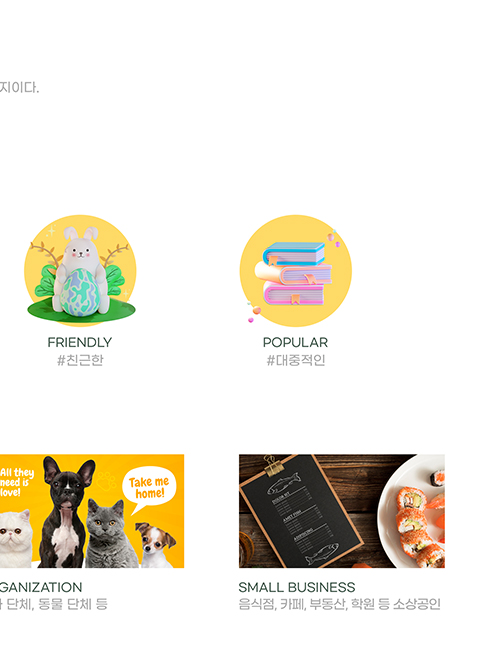 지이다.
FRIENDLY
#친근한
POPULAR
#대중적인
All they
need is
love!
Take me
home!
GANIZATION
단체, 동물 단체 등
SMALL BUSINESS
음식점, 카페, 부동산, 학원 등 소상공인